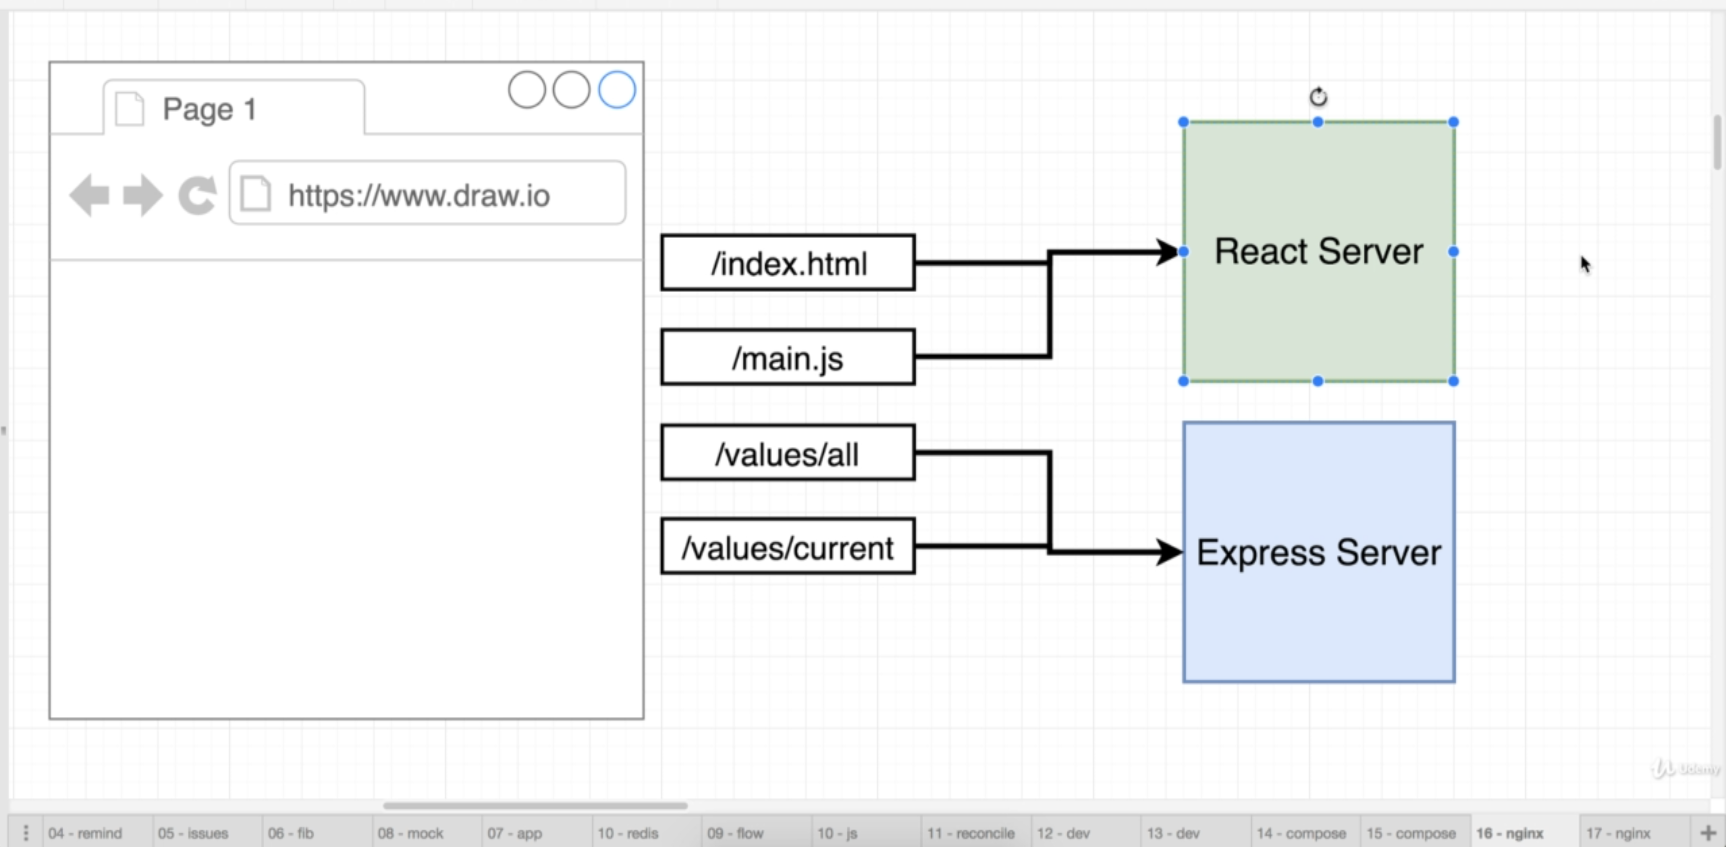 Page 1
https://www.draw.io
/index.html
/main.js
/values/all
/values/current
React Server
Express Server
Udemy
04 - remind
05 - issues
06 - fib
08 - mock
07 - app
10 - redis
09 - flow
10 - js
11 - reconcile
12 - dev
13 - dev
14 - compose
15 - compose
16 - nginx
17 - nginx